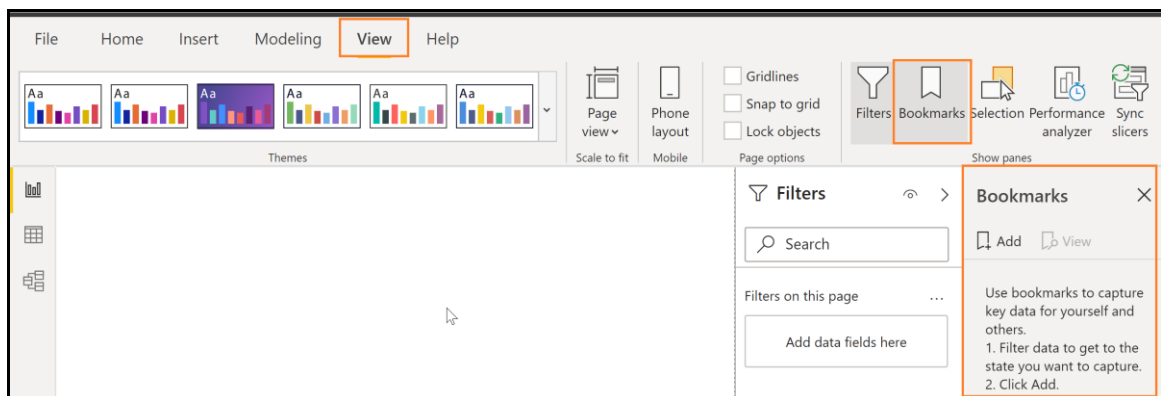 File Home Insert Modeling View Help
Aa Aa Aa Aa Aa Aa
Page view
Phone layout
Gridlines
Snap to grid
Lock objects
Filters Bookmarks Selection Performance analyzer Sync slicers
Themes Scale to fit Mobile Page options Show panes
Filters
Search
Filters on this page ...
Add data fields here
Bookmarks
Add View
Use bookmarks to capture
key data for yourself and
others.
1. Filter data to get to the
state you want to capture.
2. Click Add.